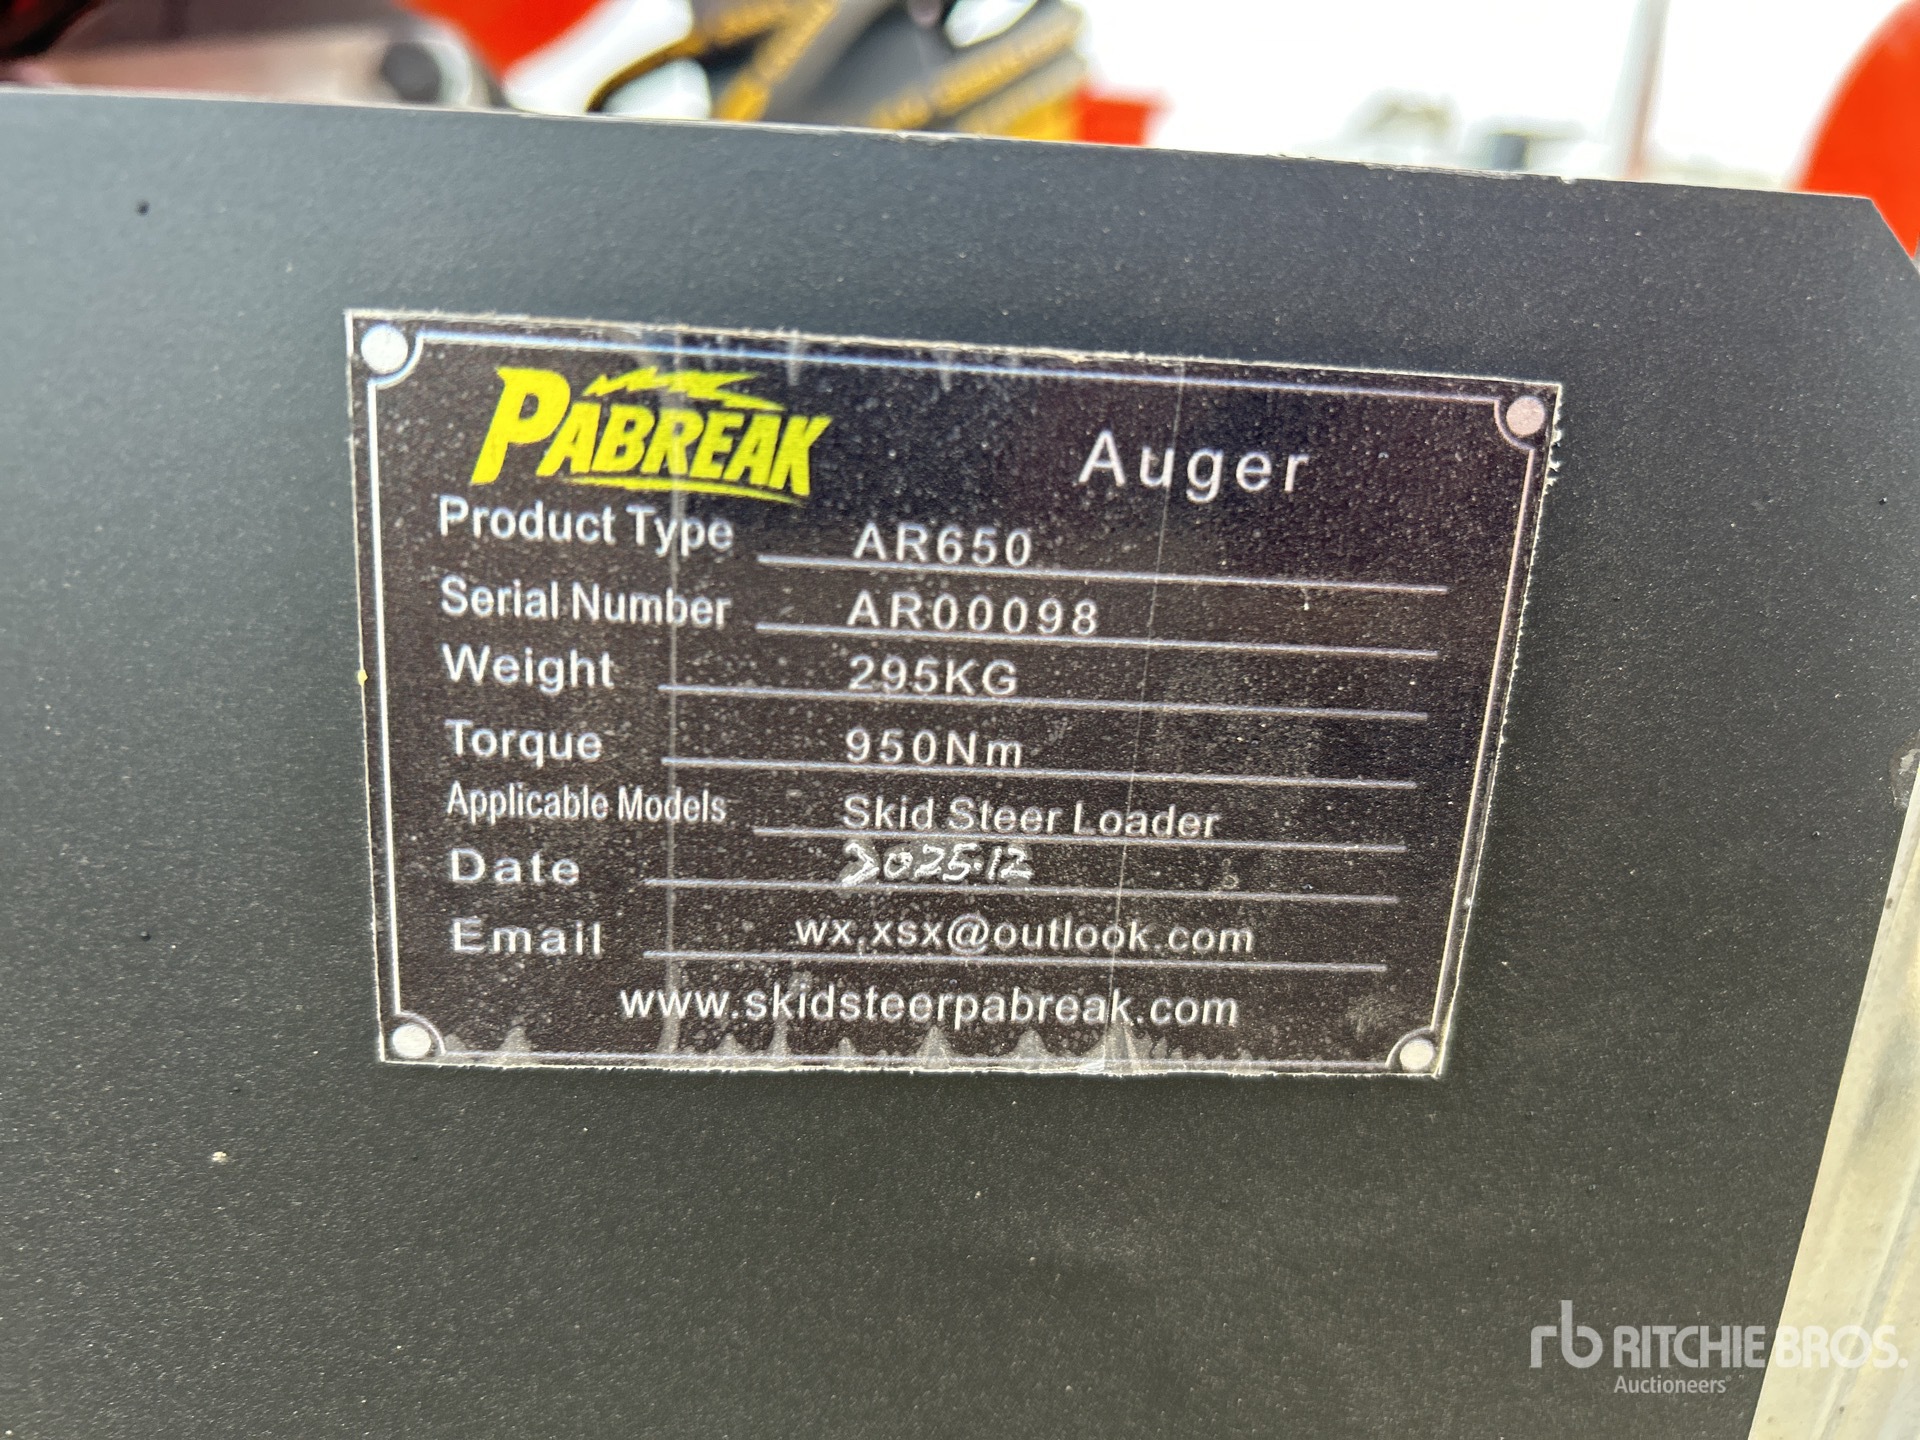 PABREAK Auger
Product Type AR650
Serial Number AR00098
Weight 295KG
Torque 950Nm
Applicable Models Skid Steer Loader
Date 2025.12
Email wx.xsx@outlook.com
www.skidsteerpabreak.com
rb RITCHIE BROS.
Auctioneers